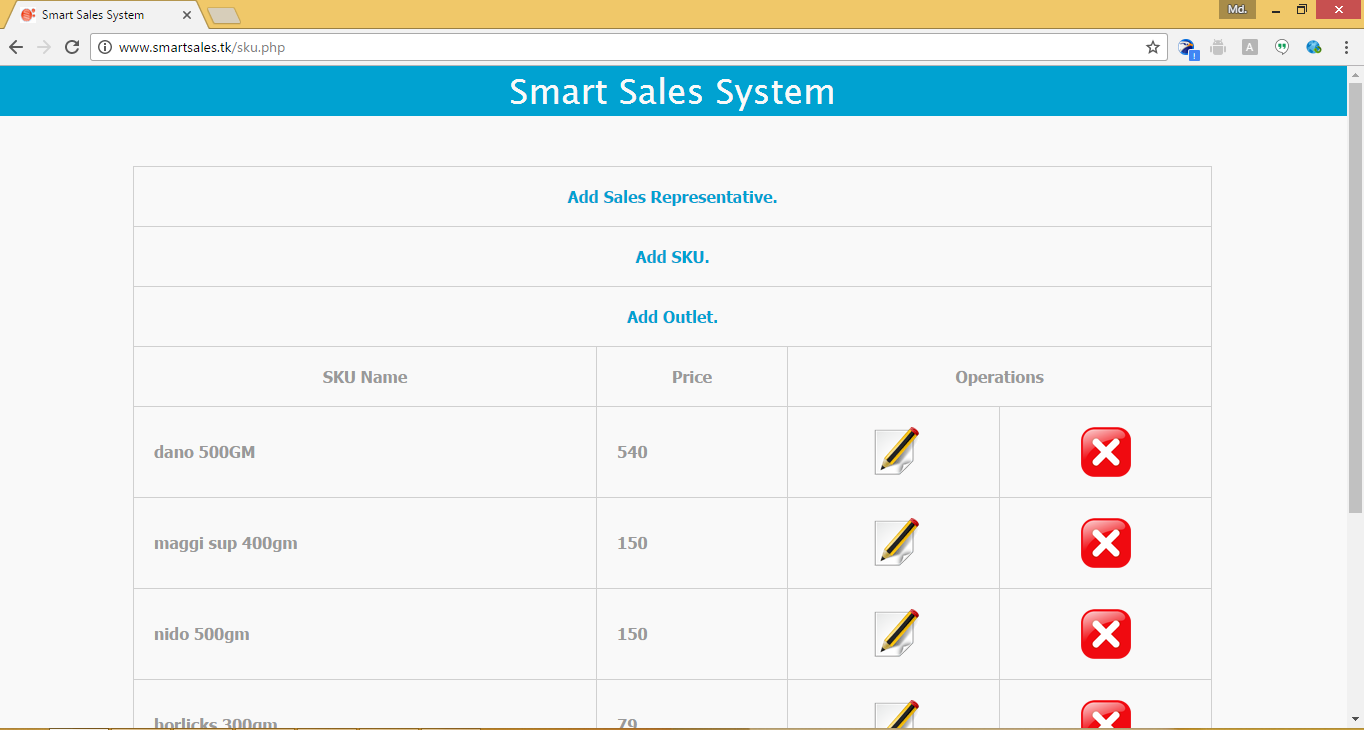 Smart Sales System
Md.
www.smartsales.tk/sku.php
A
Smart Sales System
Add Sales Representative.
Add SKU.
Add Outlet.
SKU Name Price Operations
dano 500GM 540
maggi sup 400gm 150
nido 500gm 150
horlicks 300gm 79